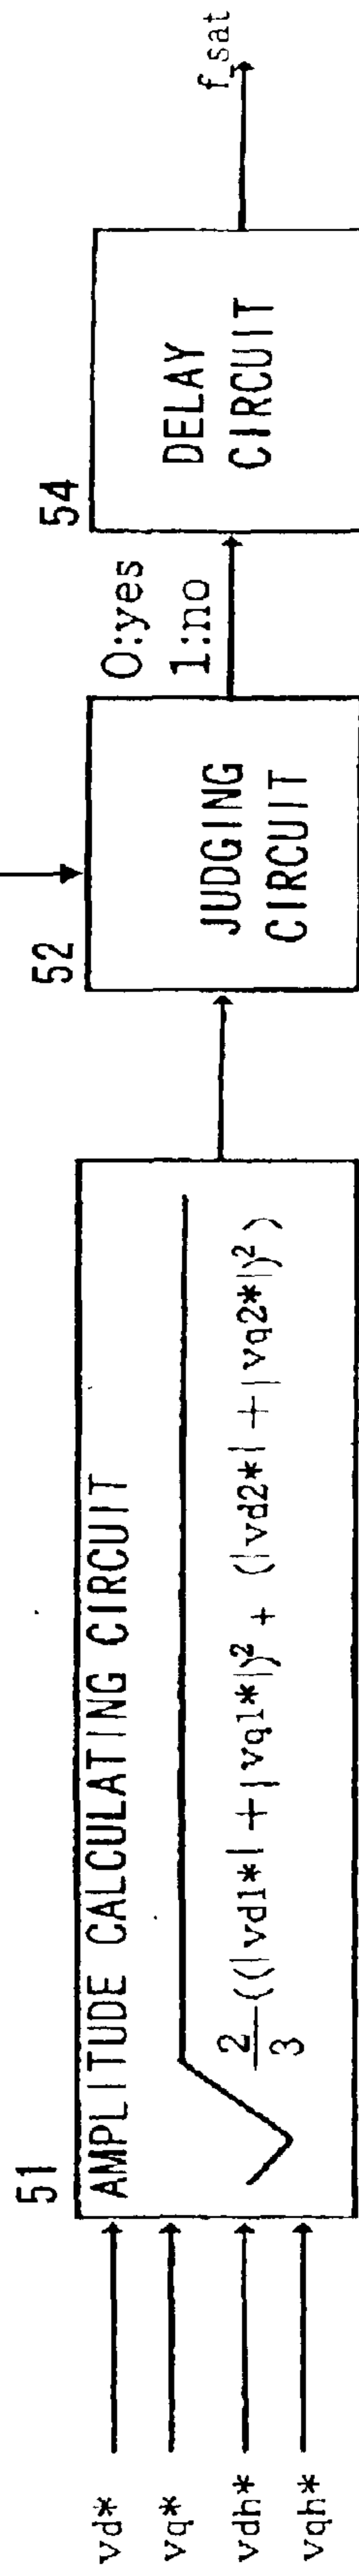 51
AMPLITUDE CALCULATING CIRCUIT
vd*
vq*
vdh*
vqh*
√ 2/3 ((|vd1*|+|vq1*|)² + (|vd2*|+|vq2*|)²)
52
JUDGING
CIRCUIT
0:yes
1:no
54
DELAY
CIRCUIT
f_sat